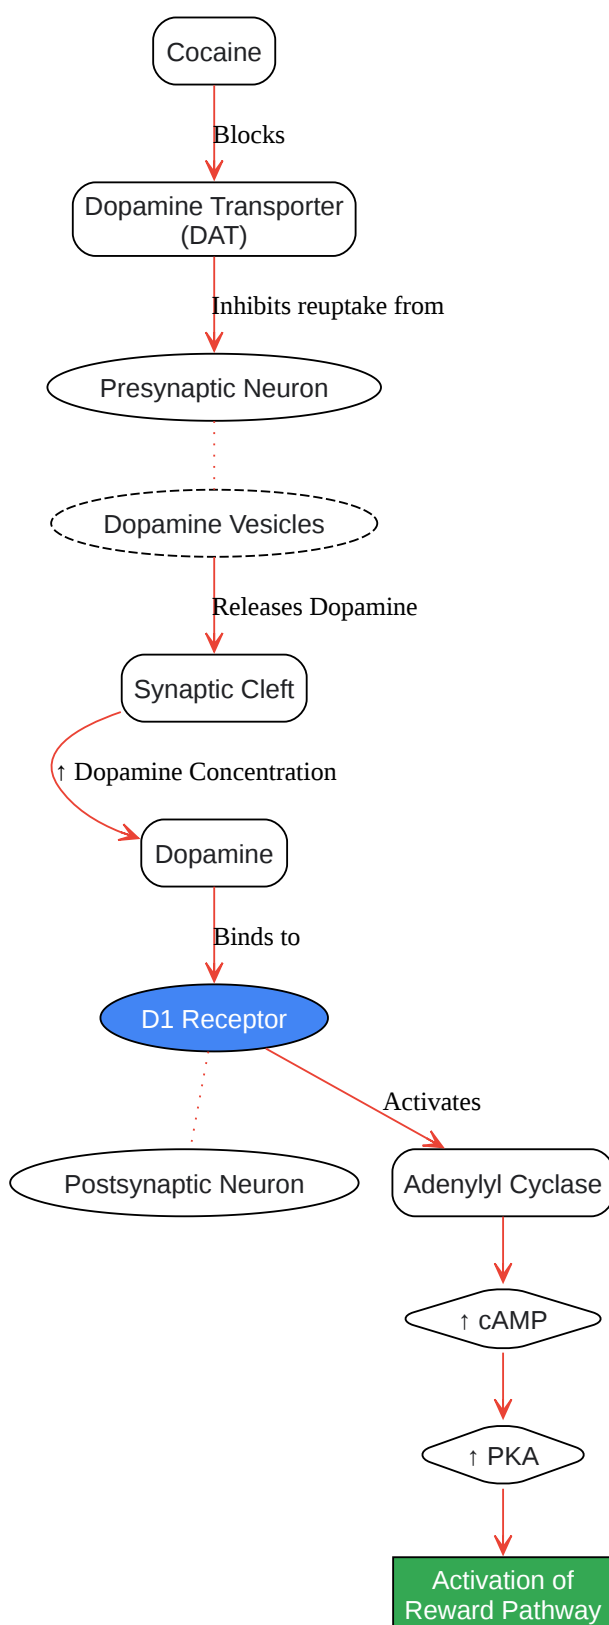 Cocaine
Blocks
Dopamine Transporter
(DAT)
Inhibits reuptake from
Presynaptic Neuron
Dopamine Vesicles
Releases Dopamine
Synaptic Cleft
↑ Dopamine Concentration
Dopamine
Binds to
D1 Receptor
Activates
Postsynaptic Neuron
Adenylyl Cyclase
↑ cAMP
↑ PKA
Activation of
Reward Pathway